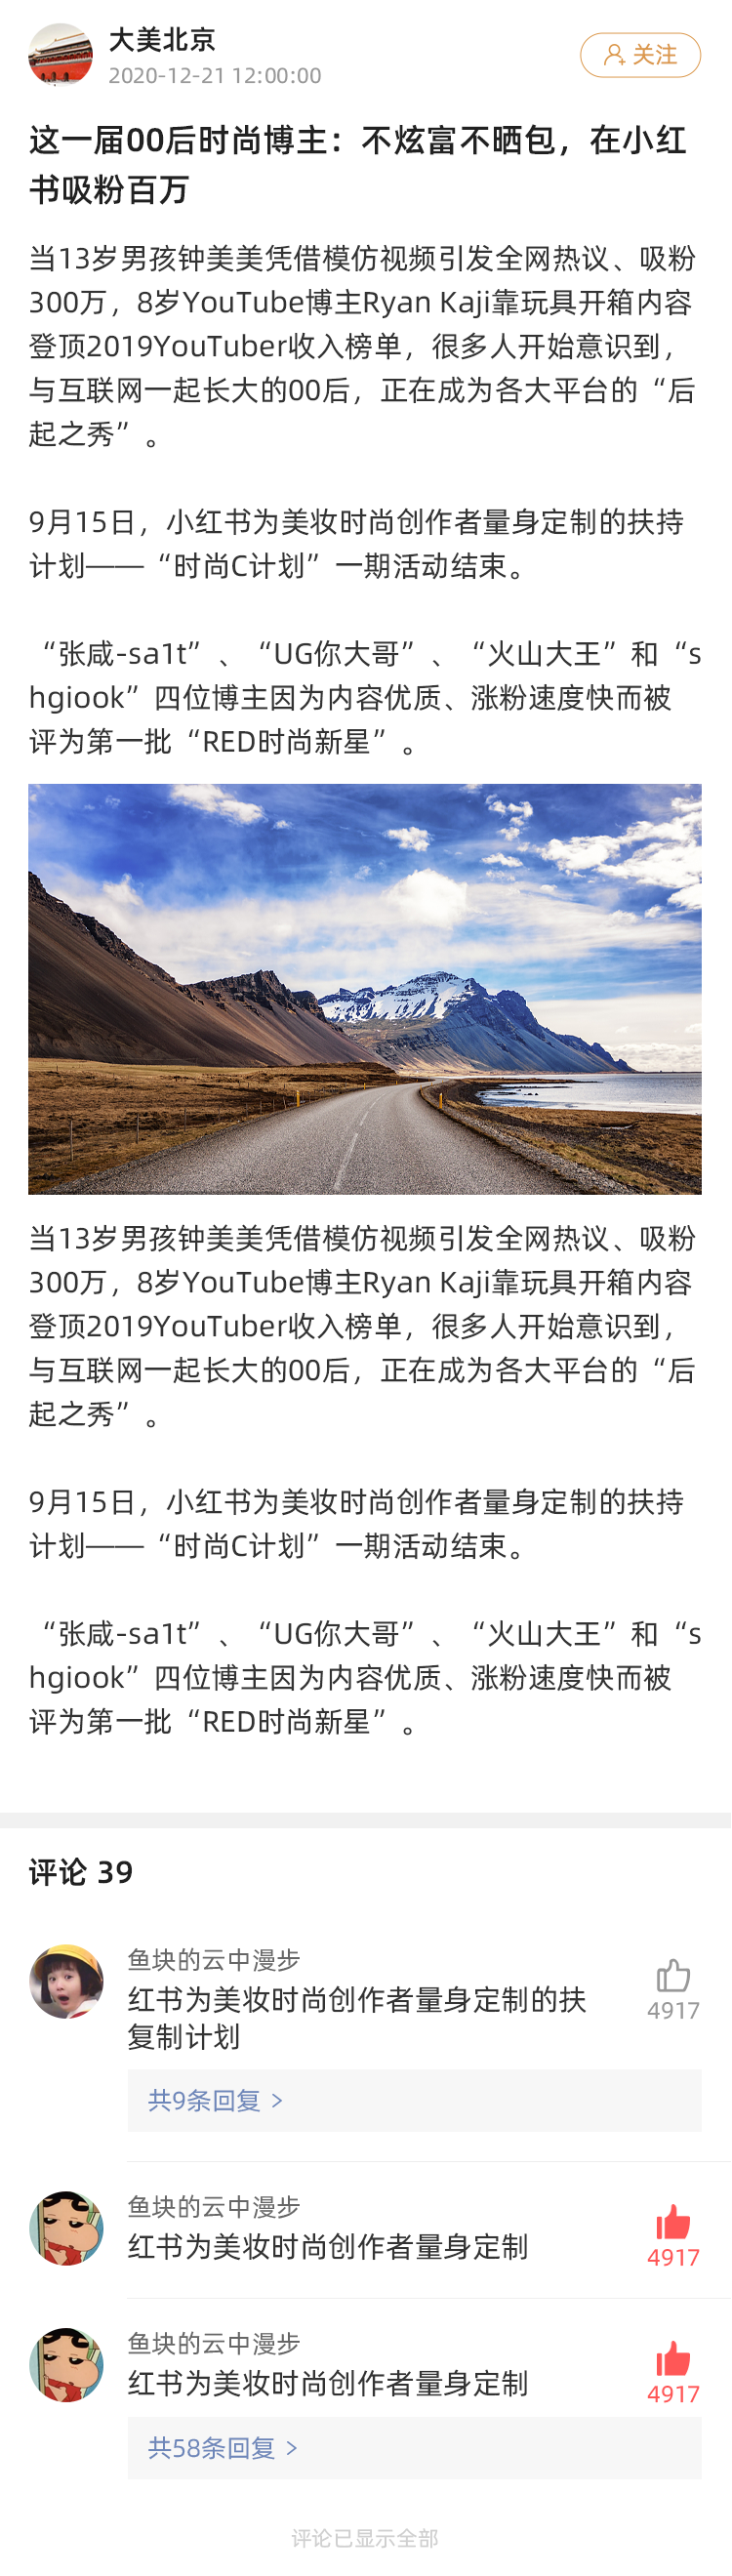 大美北京
2020-12-21 12:00:00
关注
这一届00后时尚博主：不炫富不晒包，在小红
书吸粉百万
当13岁男孩钟美美凭借模仿视频引发全网热议、吸粉
300万，8岁YouTube博主Ryan Kaji靠玩具开箱内容
登顶2019YouTuber收入榜单，很多人开始意识到，
与互联网一起长大的00后，正在成为各大平台的“后
起之秀”。
9月15日，小红书为美妆时尚创作者量身定制的扶持
计划——“时尚C计划”一期活动结束。
“张咸-sa1t”、“UG你大哥”、“火山大王”和“s
hgiook”四位博主因为内容优质、涨粉速度快而被
评为第一批“RED时尚新星”。
当13岁男孩钟美美凭借模仿视频引发全网热议、吸粉
300万，8岁YouTube博主Ryan Kaji靠玩具开箱内容
登顶2019YouTuber收入榜单，很多人开始意识到，
与互联网一起长大的00后，正在成为各大平台的“后
起之秀”。
9月15日，小红书为美妆时尚创作者量身定制的扶持
计划——“时尚C计划”一期活动结束。
“张咸-sa1t”、“UG你大哥”、“火山大王”和“s
hgiook”四位博主因为内容优质、涨粉速度快而被
评为第一批“RED时尚新星”。
评论 39
鱼块的云中漫步
红书为美妆时尚创作者量身定制的扶
复制计划
4917
共9条回复 >
鱼块的云中漫步
红书为美妆时尚创作者量身定制
4917
鱼块的云中漫步
红书为美妆时尚创作者量身定制
4917
共58条回复 >
评论已显示全部